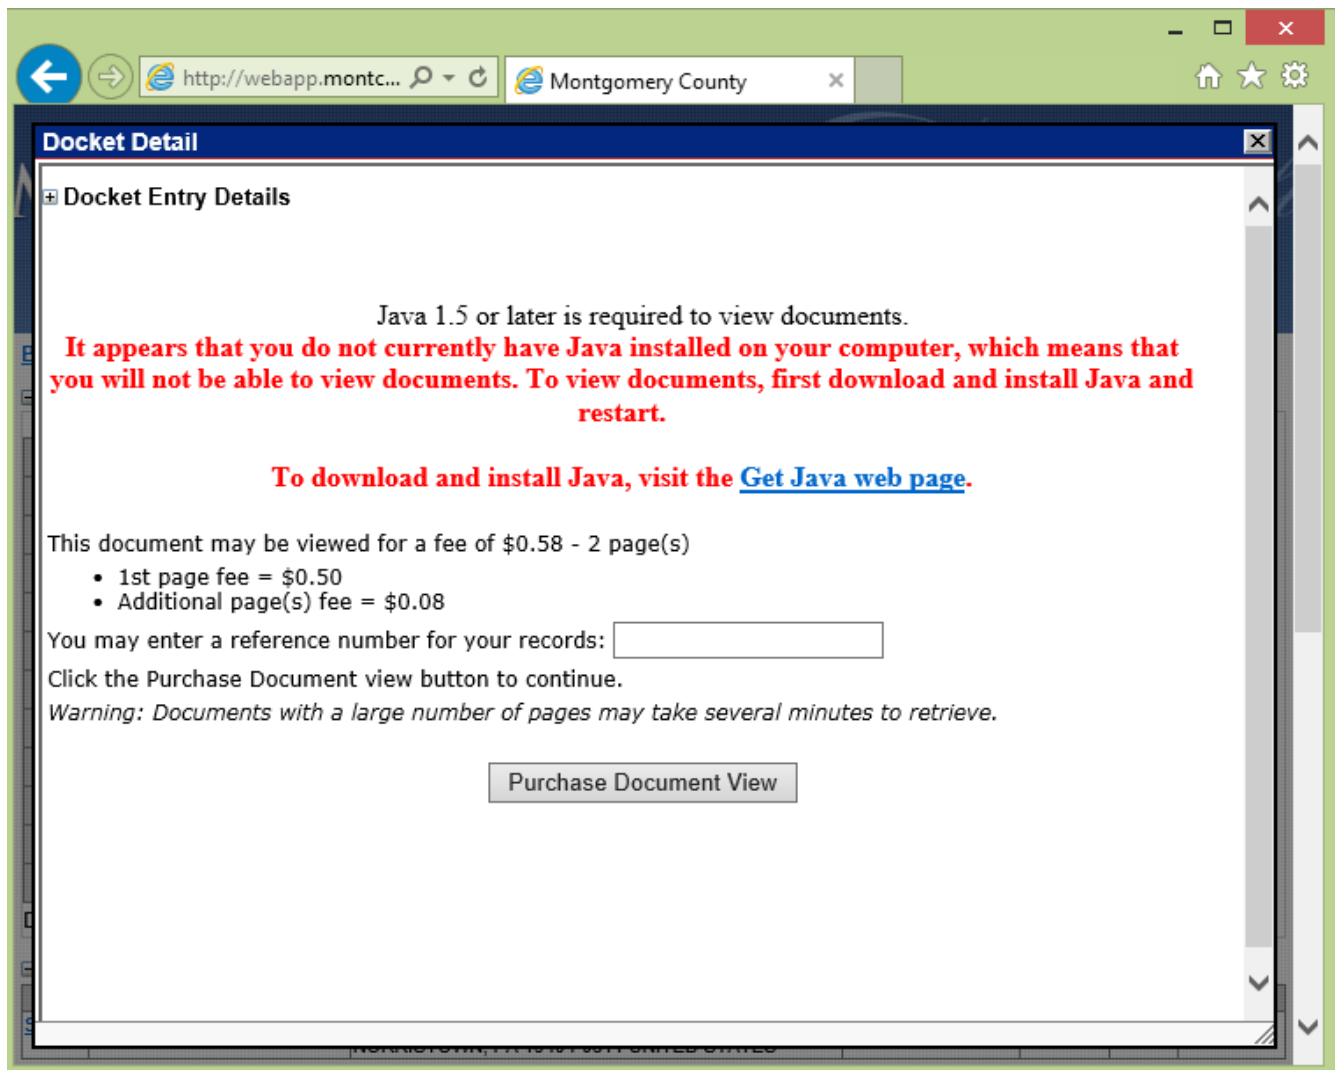 http://webapp.montc...
Montgomery County
Docket Detail
Docket Entry Details
Java 1.5 or later is required to view documents.
It appears that you do not currently have Java installed on your computer, which means that
you will not be able to view documents. To view documents, first download and install Java and
restart.
To download and install Java, visit the Get Java web page.
This document may be viewed for a fee of $0.58 - 2 page(s)
• 1st page fee = $0.50
• Additional page(s) fee = $0.08
You may enter a reference number for your records:
Click the Purchase Document view button to continue.
Warning: Documents with a large number of pages may take several minutes to retrieve.
Purchase Document View